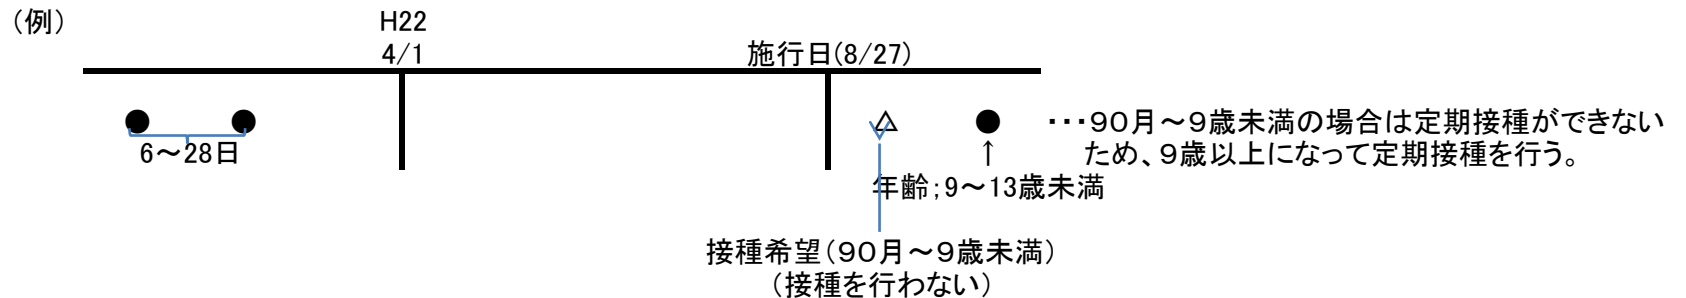 （例）
H22
4/1
施行日(8/27)
● ● △ ● ・・・９０月～９歳未満の場合は定期接種ができない
6～28日 ↑ ため、９歳以上になって定期接種を行う。
年齢;9～13歳未満
接種希望（９０月～９歳未満）
（接種を行わない）